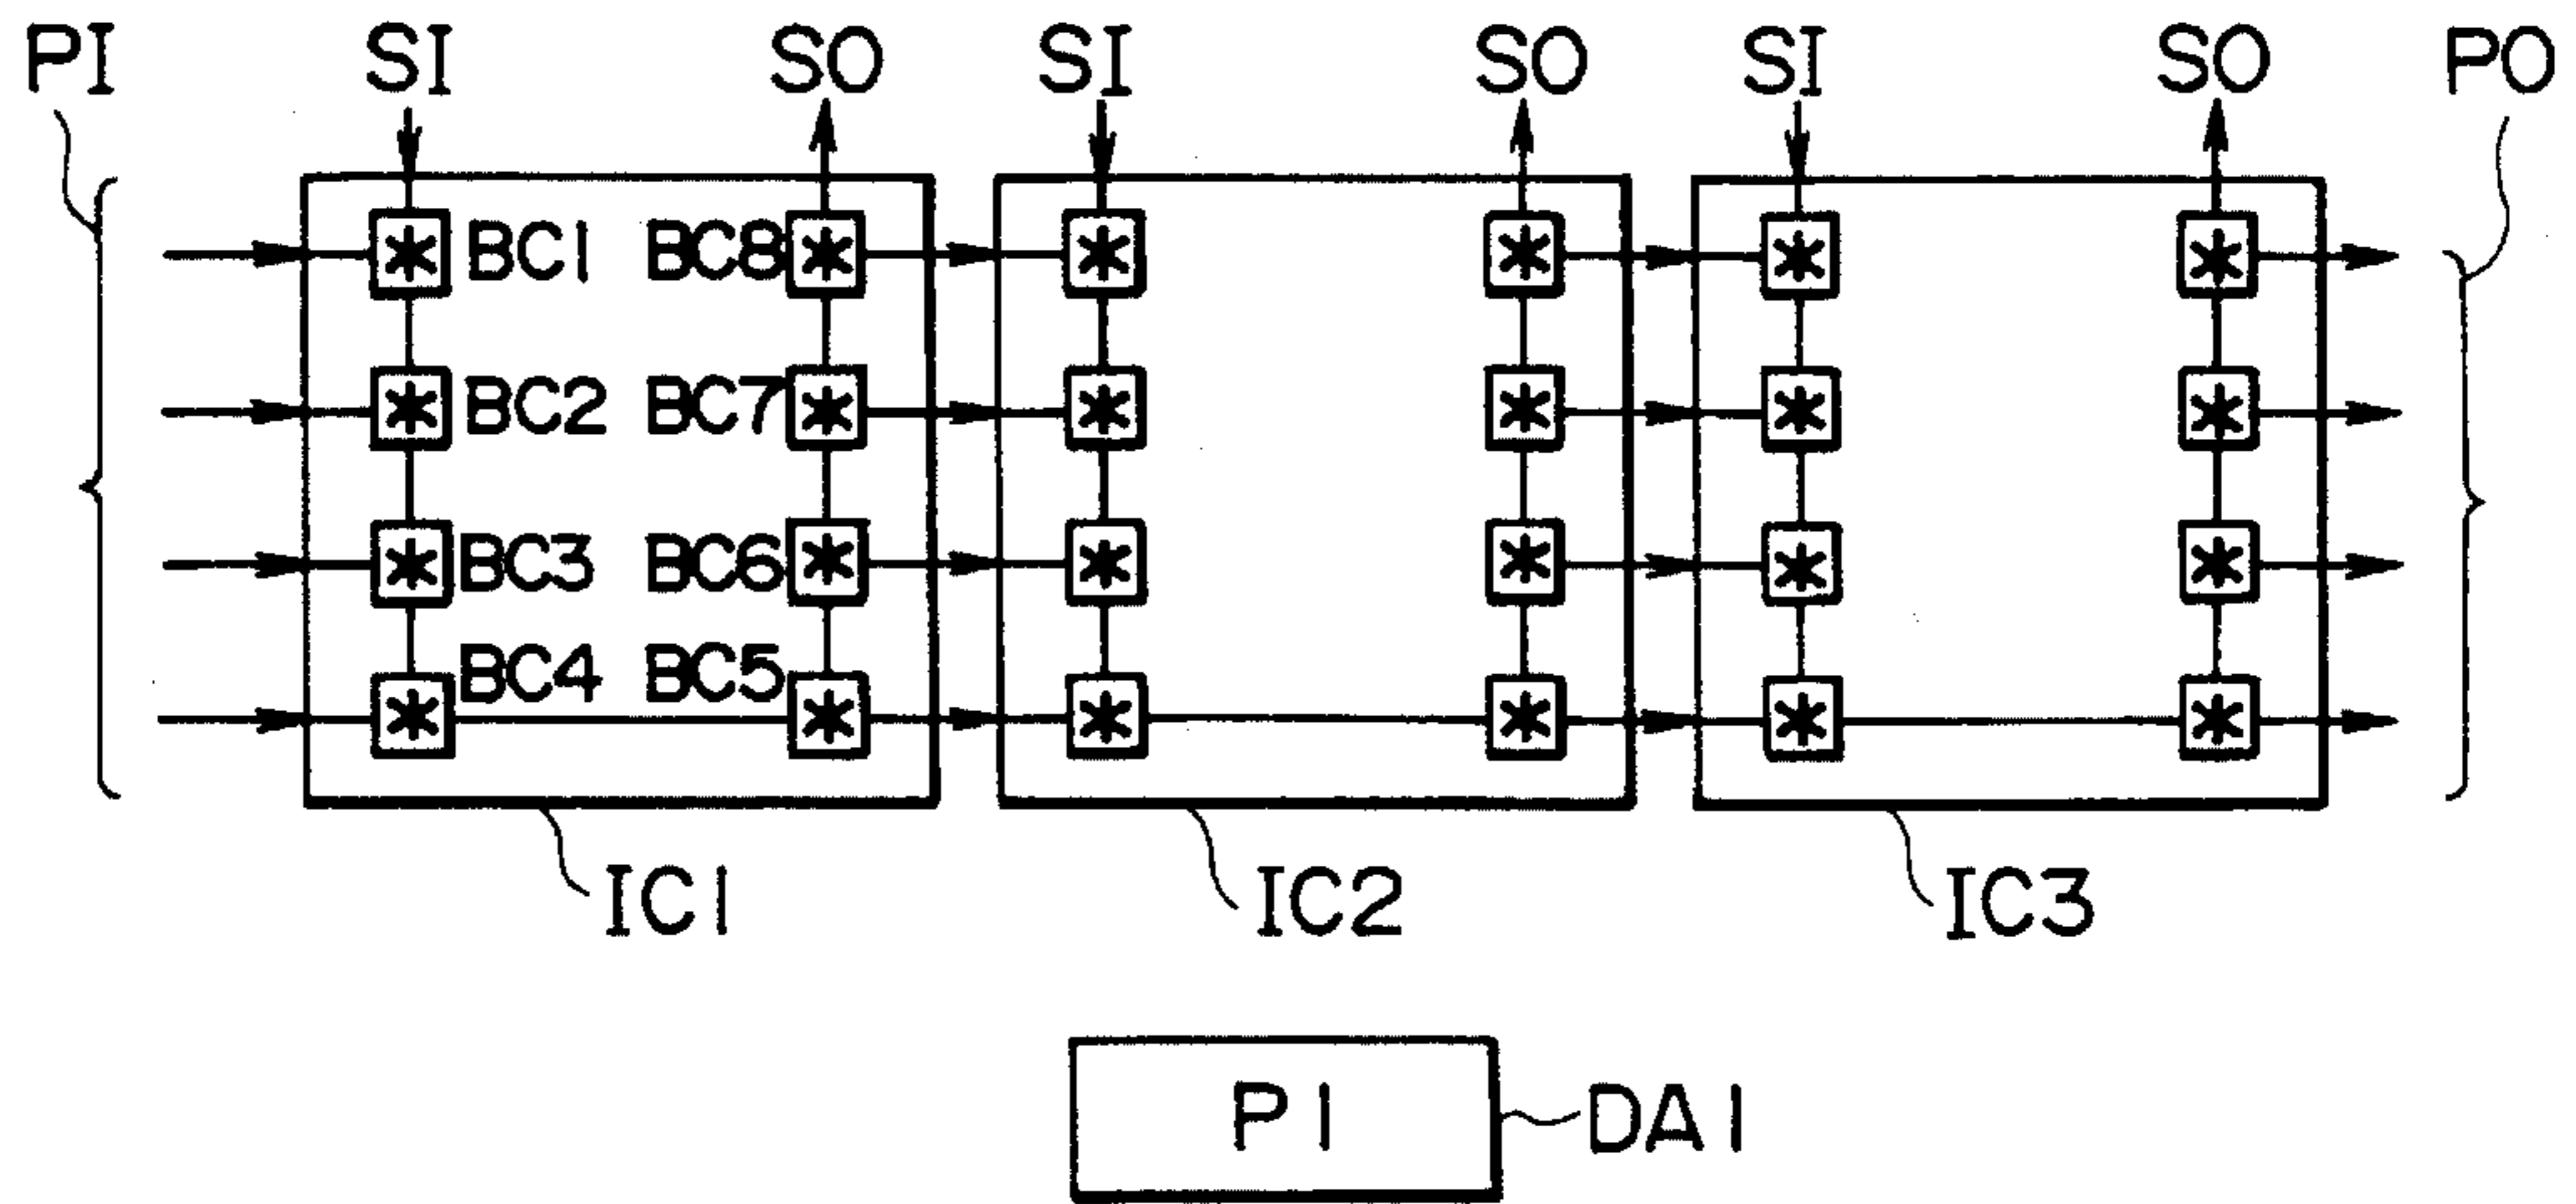 PI SI SO SI SO SI SO PO
* BC1 BC8 * * * * *
* BC2 BC7 * * * * *
* BC3 BC6 * * * * *
* BC4 BC5 * * * * *
IC1 IC2 IC3
P1 DA1